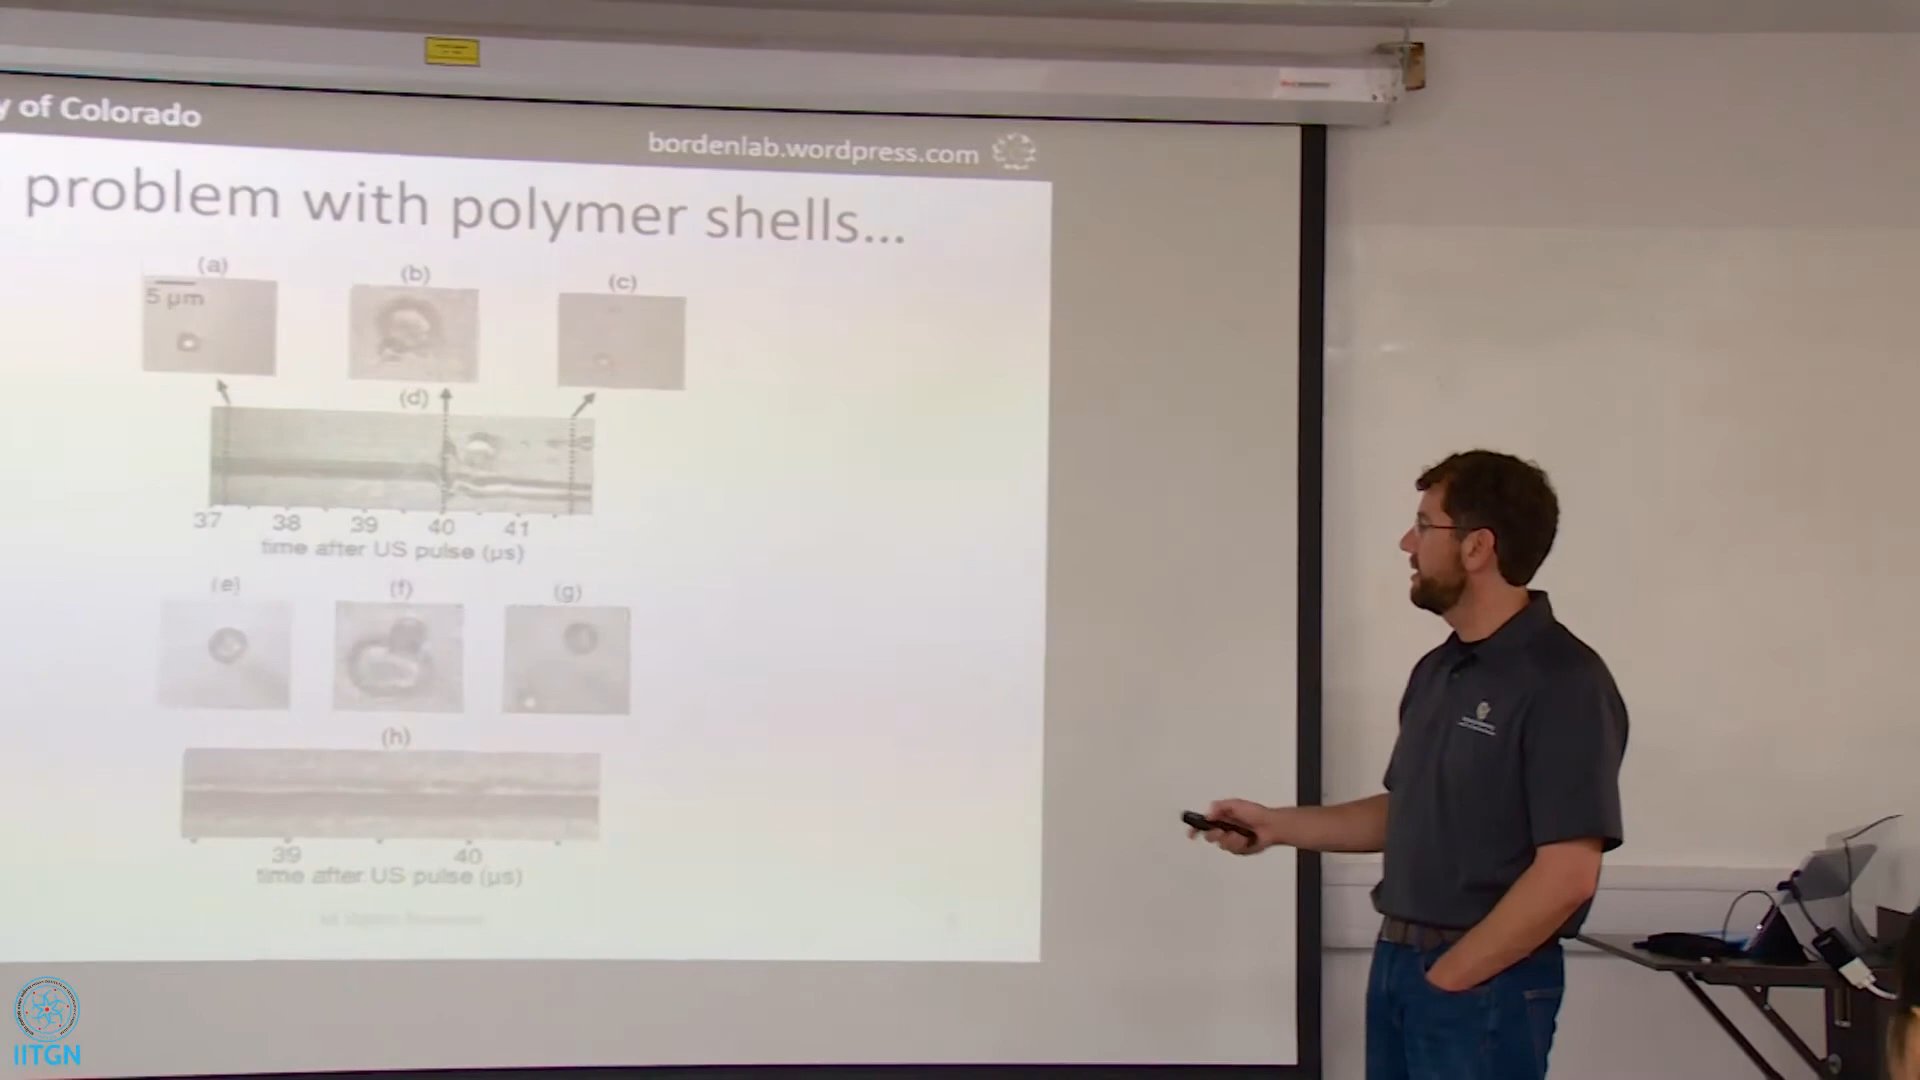 y of Colorado
bordenlab.wordpress.com
problem with polymer shells...
(a)
(b)
(c)
5 µm
(d)
37 38 39 40 41
time after US pulse (µs)
(e)
(f)
(g)
(h)
39 40
time after US pulse (µs)
IITGN